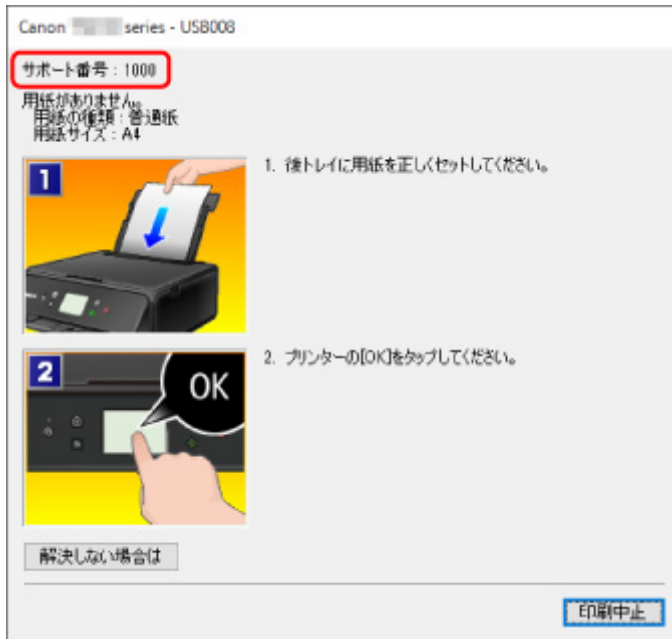 Canon series - USB008
サポート番号 : 1000
用紙がありません。
用紙の種類 : 普通紙
用紙サイズ : A4
1
1. 後トレイに用紙を正しくセットしてください。
2
OK
2. プリンターの[OK]をタップしてください。
解決しない場合は
印刷中止